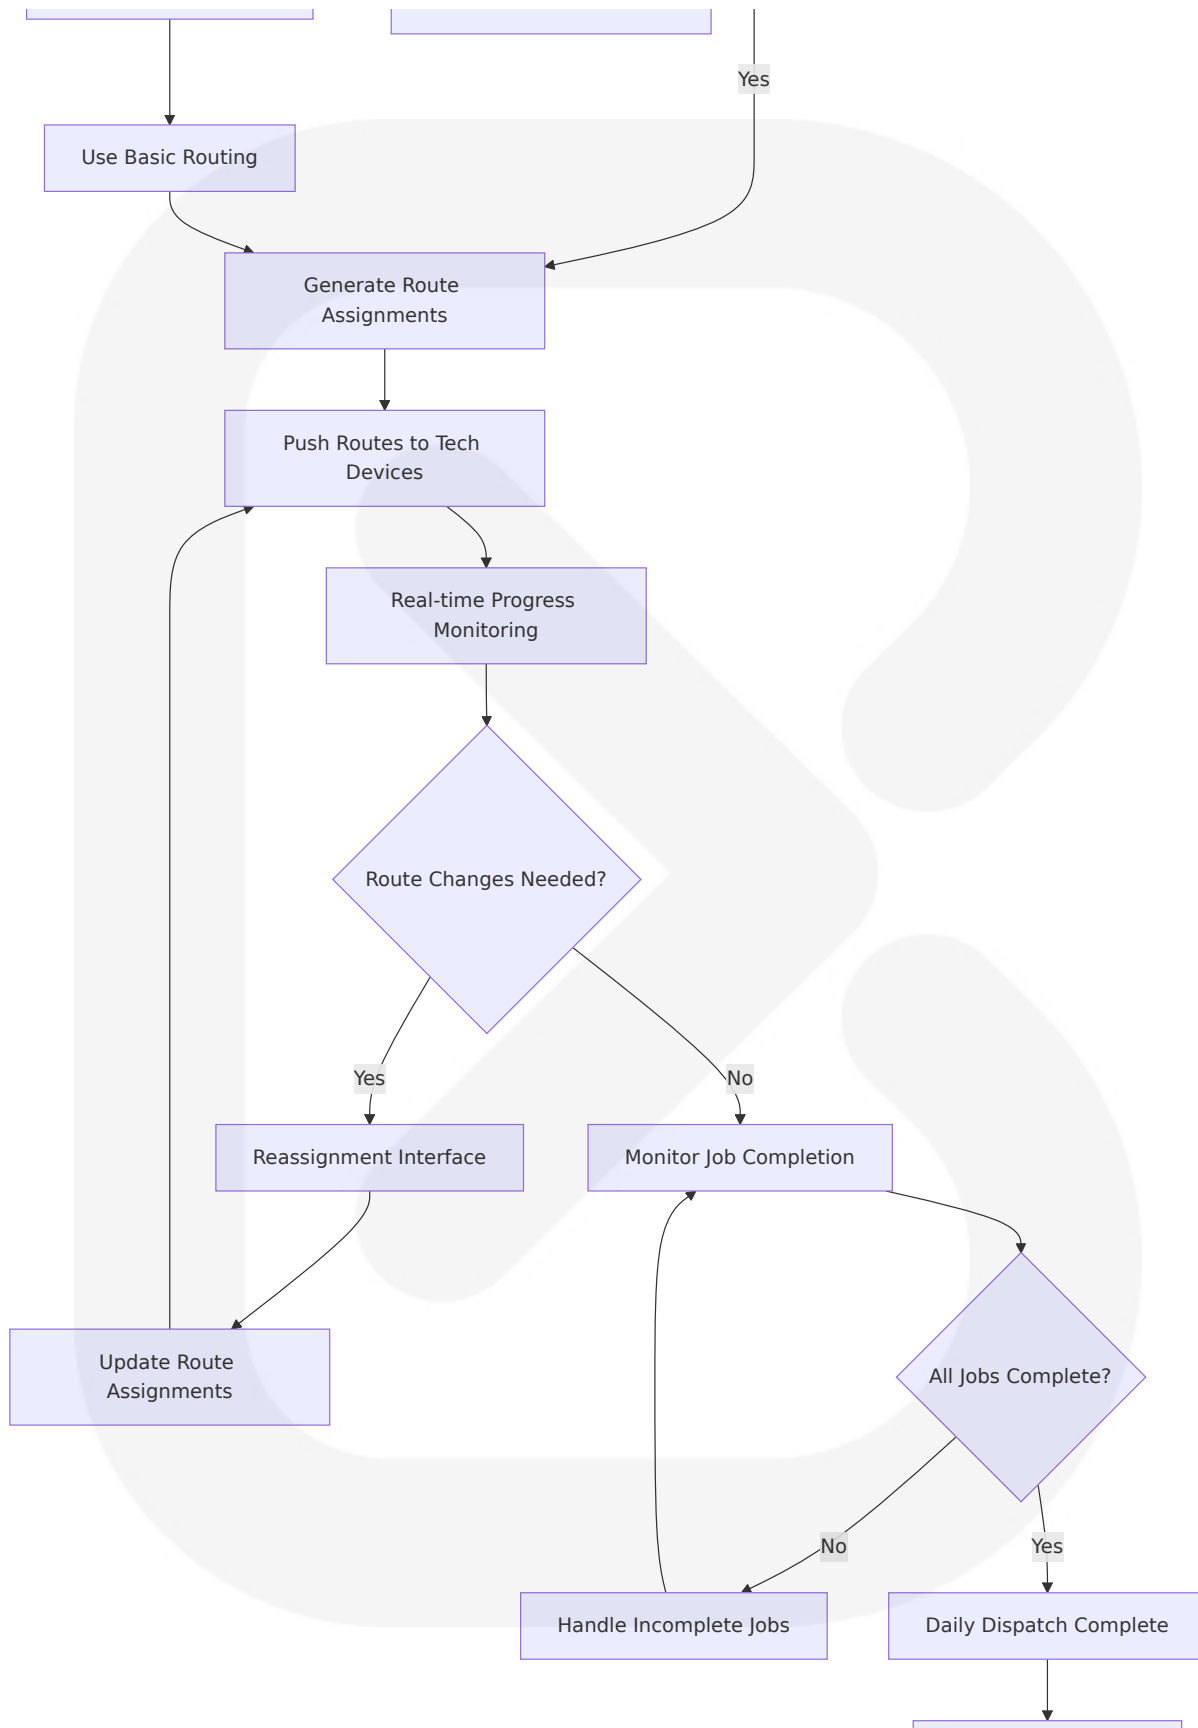 Yes
Use Basic Routing
Generate Route
Assignments
Push Routes to Tech
Devices
Real-time Progress
Monitoring
Route Changes Needed?
Yes
No
Reassignment Interface
Monitor Job Completion
Update Route
Assignments
All Jobs Complete?
No
Yes
Handle Incomplete Jobs
Daily Dispatch Complete